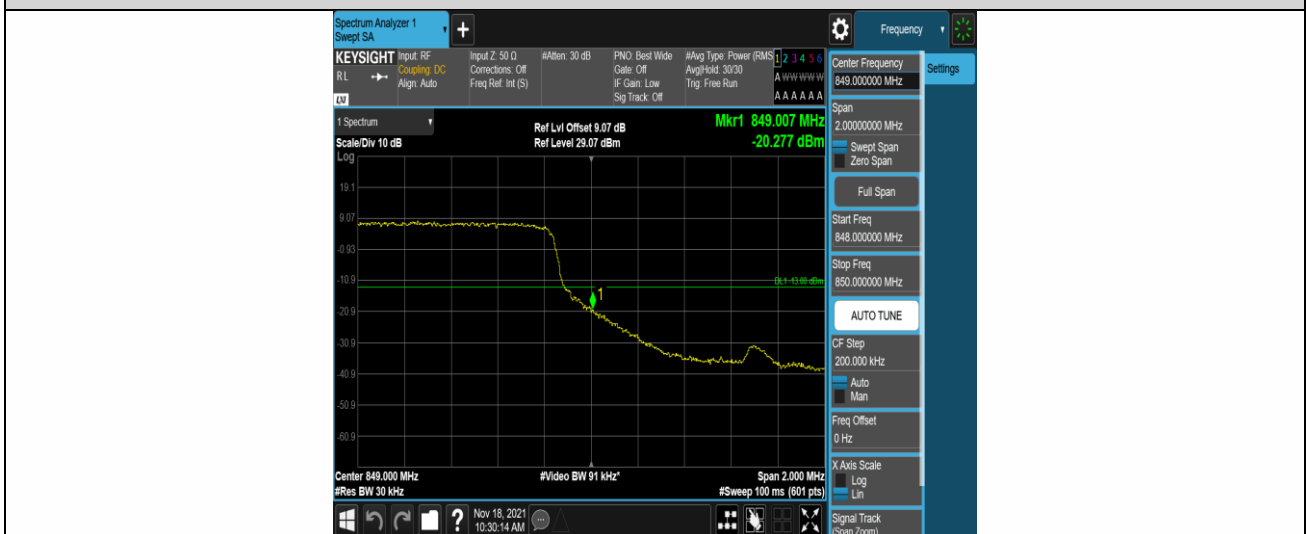 Spectrum Analyzer 1
Swept SA
+
Frequency
KEYSIGHT
RL
LXI
Input: RF
Coupling: DC
Align: Auto
Input Z: 50 Ω
Corrections: Off
Freq Ref: Int (S)
#Atten: 30 dB
PNO: Best Wide
Gate: Off
IF Gain: Low
Sig Track: Off
#Avg Type: Power (RMS
Avg|Hold: 30/30
Trig: Free Run
1 2 3 4 5 6
A W W W W W
A A A A A A
1 Spectrum
Scale/Div 10 dB
Log
Ref Lvl Offset 9.07 dB
Ref Level 29.07 dBm
Mkr1 849.007 MHz
-20.277 dBm
19.1
9.07
-0.93
-10.9
-20.9
-30.9
-40.9
-50.9
-60.9
DL1 -13.00 dBm
1
Center 849.000 MHz
#Res BW 30 kHz
#Video BW 91 kHz*
Span 2.000 MHz
#Sweep 100 ms (601 pts)
?
Nov 18, 2021
10:30:14 AM
Center Frequency
849.000000 MHz
Settings
Span
2.00000000 MHz
Swept Span
Zero Span
Full Span
Start Freq
848.000000 MHz
Stop Freq
850.000000 MHz
AUTO TUNE
CF Step
200.000 kHz
Auto
Man
Freq Offset
0 Hz
X Axis Scale
Log
Lin
Signal Track
(Span Zoom)